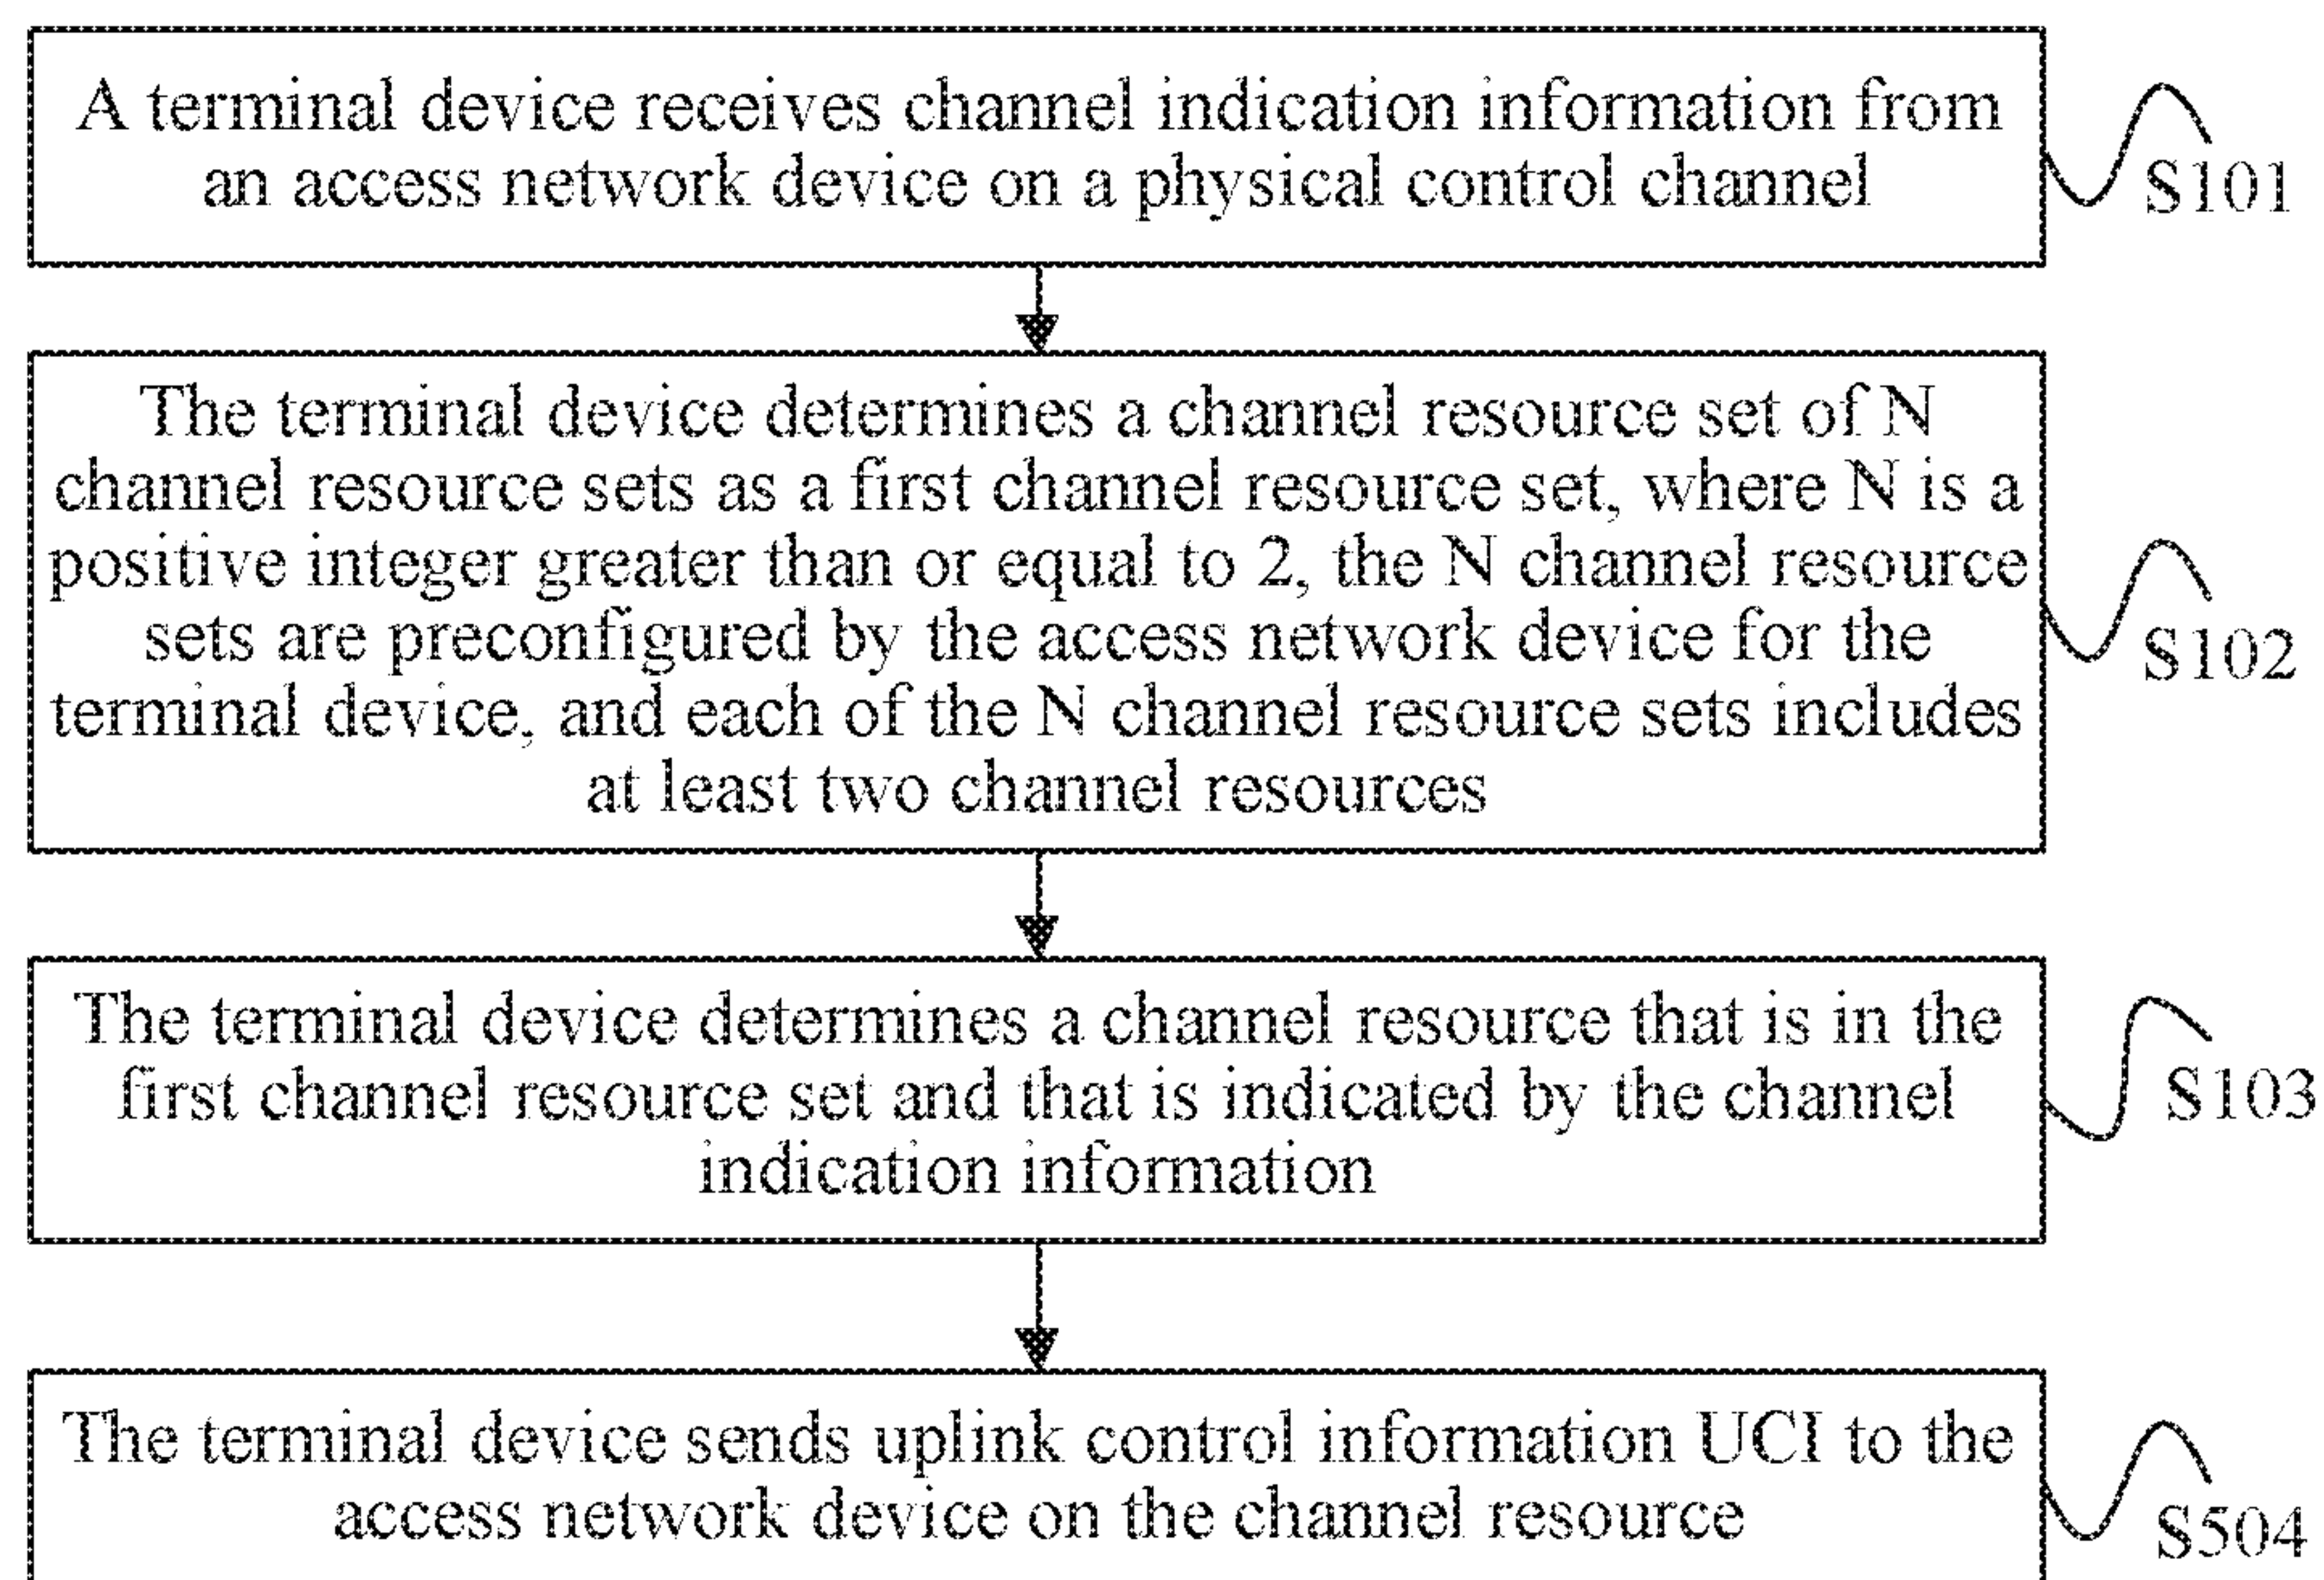 A terminal device receives channel indication information from
an access network device on a physical control channel
S101
The terminal device determines a channel resource set of N
channel resource sets as a first channel resource set, where N is a
positive integer greater than or equal to 2, the N channel resource
sets are preconfigured by the access network device for the
terminal device, and each of the N channel resource sets includes
at least two channel resources
S102
The terminal device determines a channel resource that is in the
first channel resource set and that is indicated by the channel
indication information
S103
The terminal device sends uplink control information UCI to the
access network device on the channel resource
S504